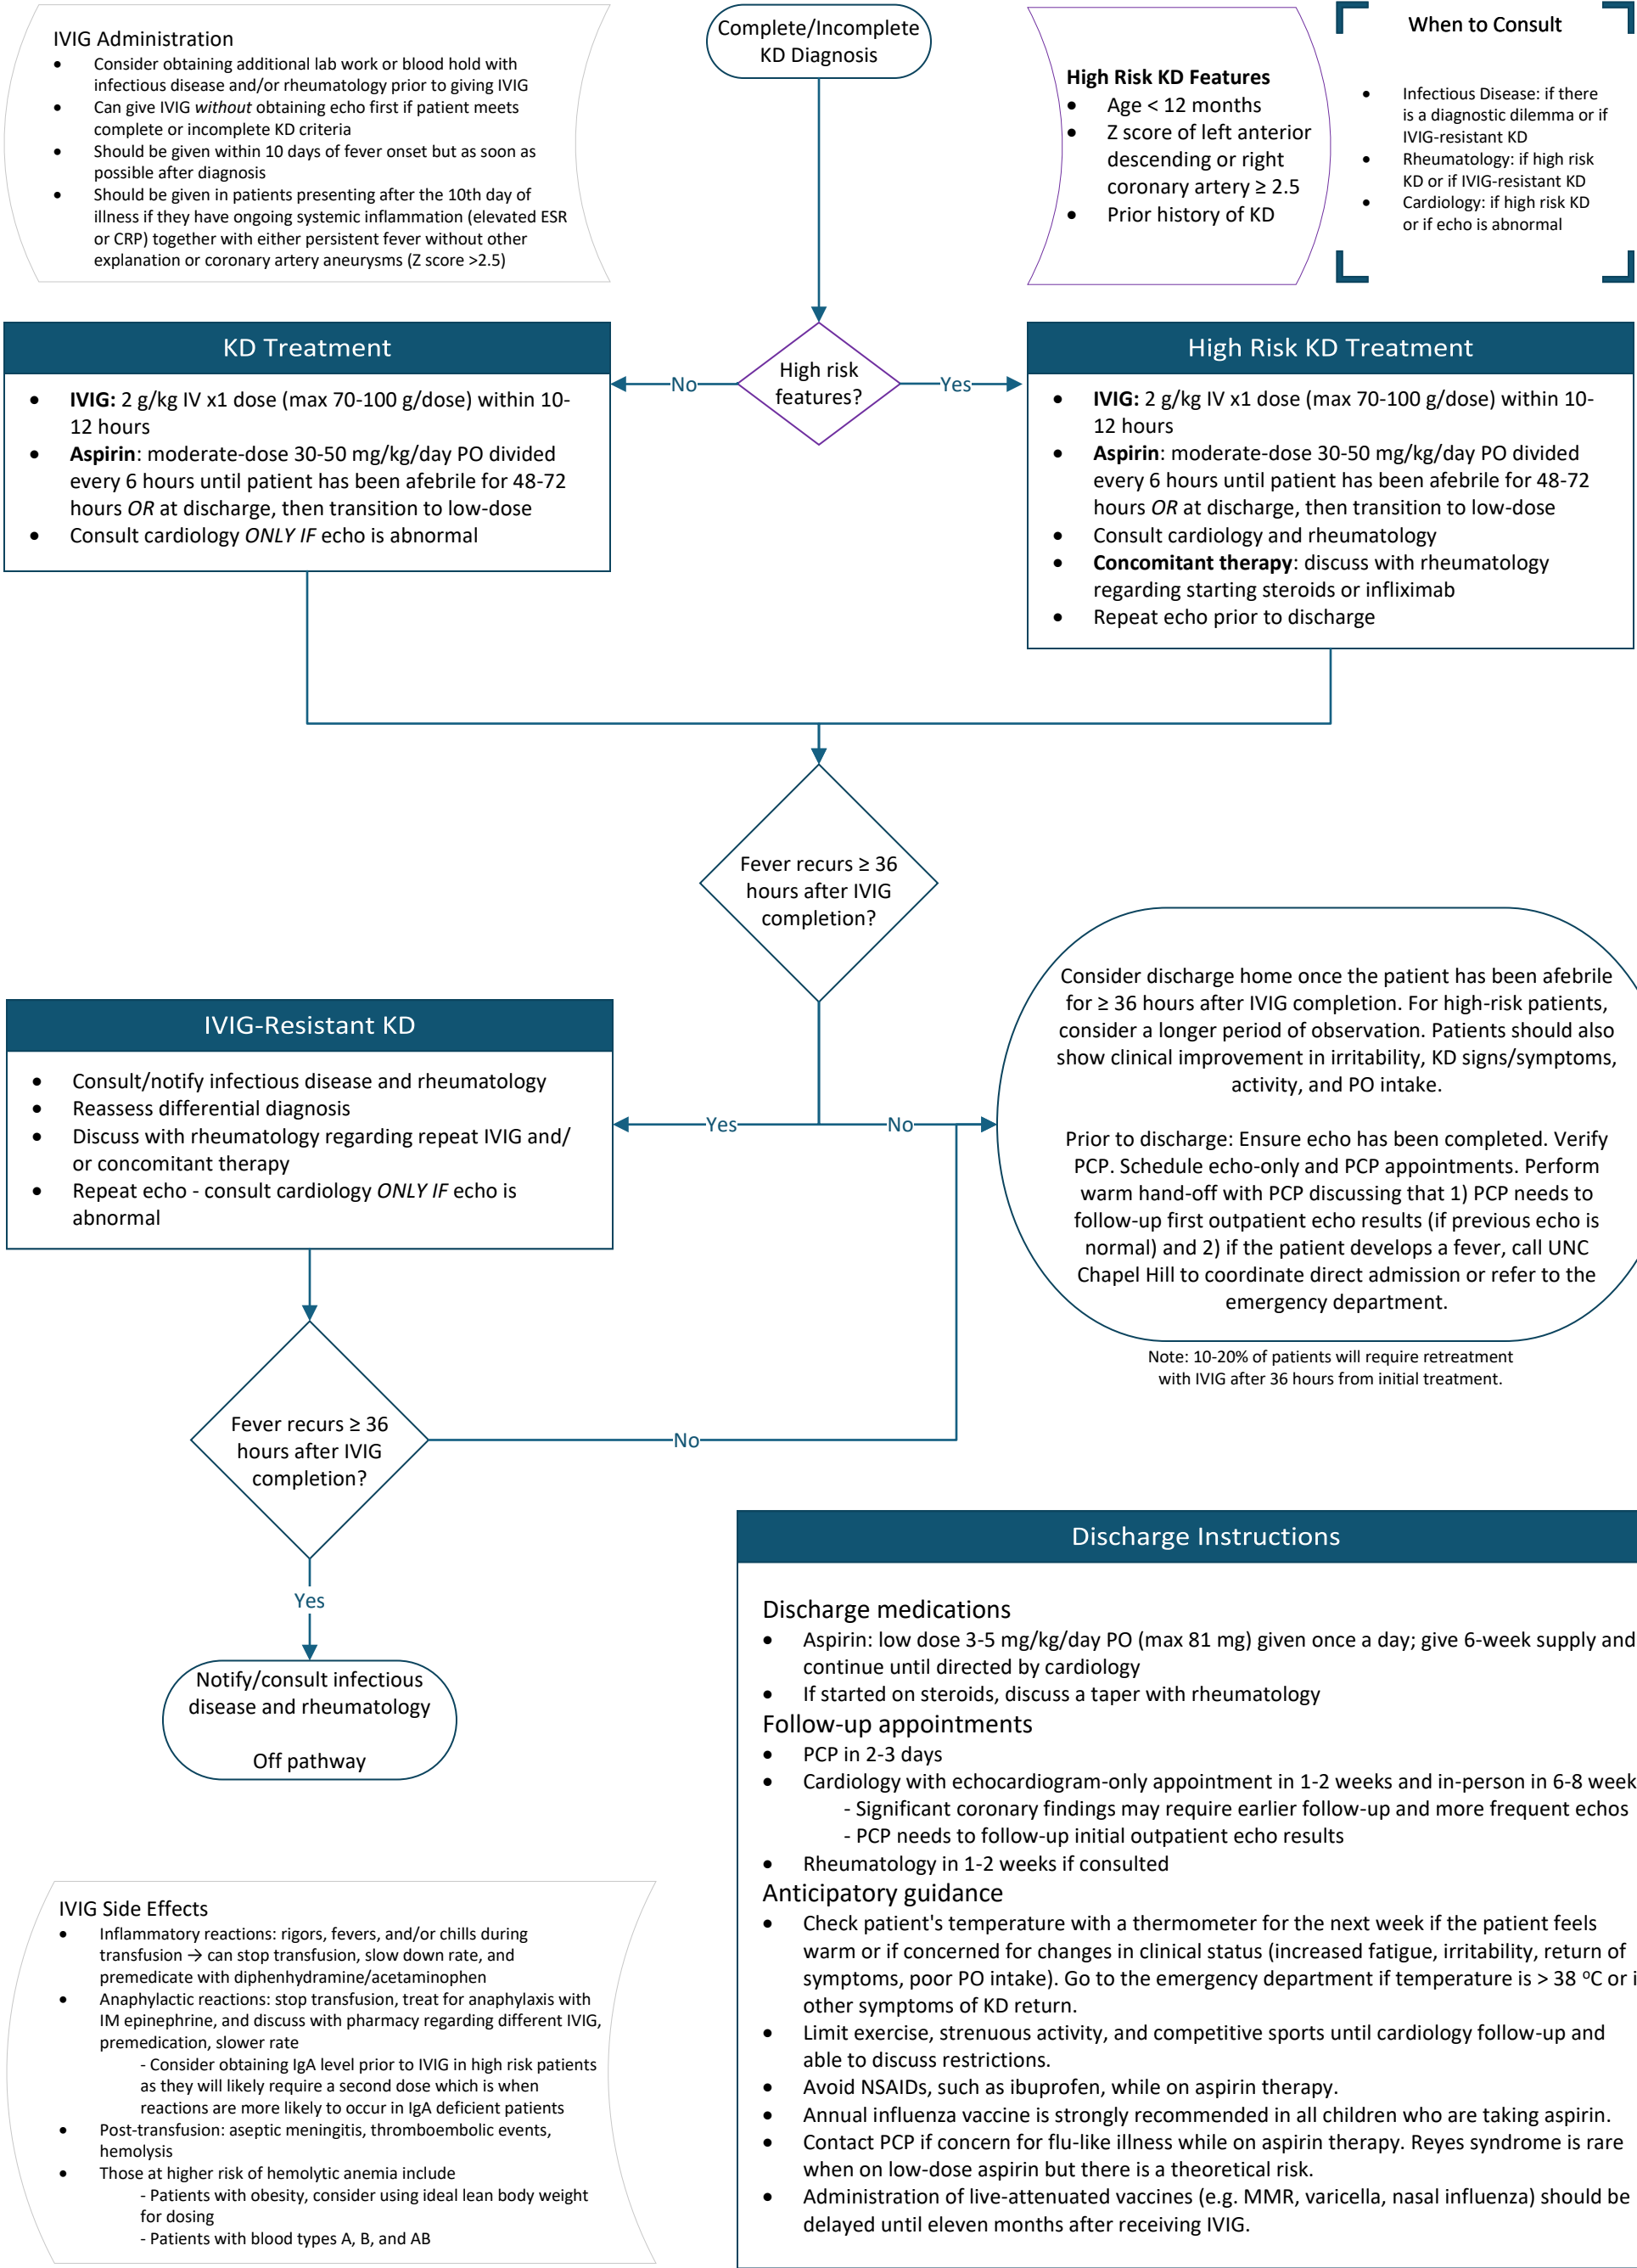 IVIG Administration
• Consider obtaining additional lab work or blood hold with
infectious disease and/or rheumatology prior to giving IVIG
• Can give IVIG without obtaining echo first if patient meets
complete or incomplete KD criteria
• Should be given within 10 days of fever onset but as soon as
possible after diagnosis
• Should be given in patients presenting after the 10th day of
illness if they have ongoing systemic inflammation (elevated ESR
or CRP) together with either persistent fever without other
explanation or coronary artery aneurysms (Z score >2.5)
Complete/Incomplete
KD Diagnosis
High Risk KD Features
• Age < 12 months
• Z score of left anterior
descending or right
coronary artery ≥ 2.5
• Prior history of KD
When to Consult
• Infectious Disease: if there
is a diagnostic dilemma or if
IVIG-resistant KD
• Rheumatology: if high risk
KD or if IVIG-resistant KD
• Cardiology: if high risk KD
or if echo is abnormal
KD Treatment
• IVIG: 2 g/kg IV x1 dose (max 70-100 g/dose) within 10-
12 hours
• Aspirin: moderate-dose 30-50 mg/kg/day PO divided
every 6 hours until patient has been afebrile for 48-72
hours OR at discharge, then transition to low-dose
• Consult cardiology ONLY IF echo is abnormal
No
High risk
features?
Yes
High Risk KD Treatment
• IVIG: 2 g/kg IV x1 dose (max 70-100 g/dose) within 10-
12 hours
• Aspirin: moderate-dose 30-50 mg/kg/day PO divided
every 6 hours until patient has been afebrile for 48-72
hours OR at discharge, then transition to low-dose
• Consult cardiology and rheumatology
• Concomitant therapy: discuss with rheumatology
regarding starting steroids or infliximab
• Repeat echo prior to discharge
Fever recurs ≥ 36
hours after IVIG
completion?
IVIG-Resistant KD
• Consult/notify infectious disease and rheumatology
• Reassess differential diagnosis
• Discuss with rheumatology regarding repeat IVIG and/
or concomitant therapy
• Repeat echo - consult cardiology ONLY IF echo is
abnormal
Yes
No
Consider discharge home once the patient has been afebrile
for ≥ 36 hours after IVIG completion. For high-risk patients,
consider a longer period of observation. Patients should also
show clinical improvement in irritability, KD signs/symptoms,
activity, and PO intake.
Prior to discharge: Ensure echo has been completed. Verify
PCP. Schedule echo-only and PCP appointments. Perform
warm hand-off with PCP discussing that 1) PCP needs to
follow-up first outpatient echo results (if previous echo is
normal) and 2) if the patient develops a fever, call UNC
Chapel Hill to coordinate direct admission or refer to the
emergency department.
Note: 10-20% of patients will require retreatment
with IVIG after 36 hours from initial treatment.
Fever recurs ≥ 36
hours after IVIG
completion?
No
Yes
Notify/consult infectious
disease and rheumatology
Off pathway
Discharge Instructions
Discharge medications
• Aspirin: low dose 3-5 mg/kg/day PO (max 81 mg) given once a day; give 6-week supply and
continue until directed by cardiology
• If started on steroids, discuss a taper with rheumatology
Follow-up appointments
• PCP in 2-3 days
• Cardiology with echocardiogram-only appointment in 1-2 weeks and in-person in 6-8 week
- Significant coronary findings may require earlier follow-up and more frequent echos
- PCP needs to follow-up initial outpatient echo results
• Rheumatology in 1-2 weeks if consulted
Anticipatory guidance
• Check patient's temperature with a thermometer for the next week if the patient feels
warm or if concerned for changes in clinical status (increased fatigue, irritability, return of
symptoms, poor PO intake). Go to the emergency department if temperature is > 38 ºC or i
other symptoms of KD return.
• Limit exercise, strenuous activity, and competitive sports until cardiology follow-up and
able to discuss restrictions.
• Avoid NSAIDs, such as ibuprofen, while on aspirin therapy.
• Annual influenza vaccine is strongly recommended in all children who are taking aspirin.
• Contact PCP if concern for flu-like illness while on aspirin therapy. Reyes syndrome is rare
when on low-dose aspirin but there is a theoretical risk.
• Administration of live-attenuated vaccines (e.g. MMR, varicella, nasal influenza) should be
delayed until eleven months after receiving IVIG.
IVIG Side Effects
• Inflammatory reactions: rigors, fevers, and/or chills during
transfusion → can stop transfusion, slow down rate, and
premedicate with diphenhydramine/acetaminophen
• Anaphylactic reactions: stop transfusion, treat for anaphylaxis with
IM epinephrine, and discuss with pharmacy regarding different IVIG,
premedication, slower rate
- Consider obtaining IgA level prior to IVIG in high risk patients
as they will likely require a second dose which is when
reactions are more likely to occur in IgA deficient patients
• Post-transfusion: aseptic meningitis, thromboembolic events,
hemolysis
• Those at higher risk of hemolytic anemia include
- Patients with obesity, consider using ideal lean body weight
for dosing
- Patients with blood types A, B, and AB